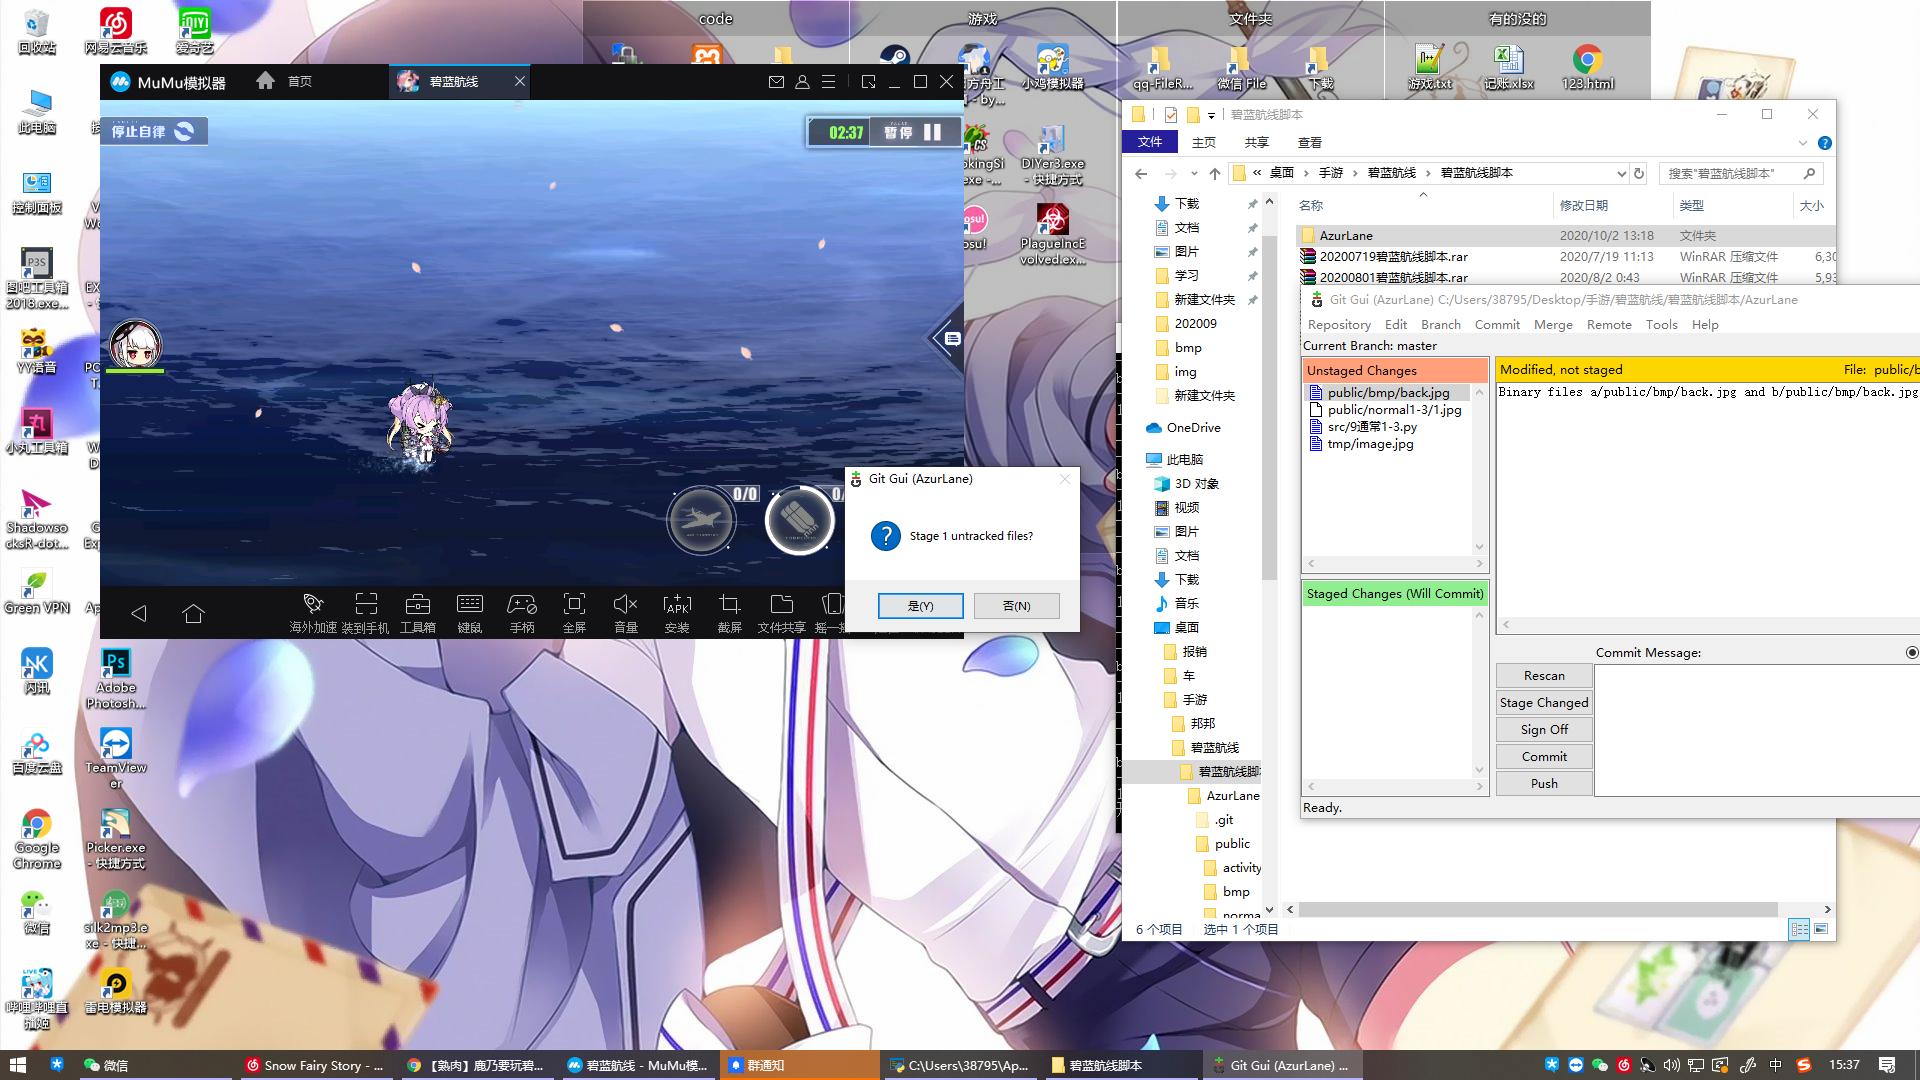 回收站
网易云音乐
爱奇艺
code
游戏
文件夹
有的没的
小鸡模拟器
qq-FileR...
微信 File
下载
游戏.txt
记账.xlsx
123.html
MuMu模拟器
首页
碧蓝航线
停止自律
02:37
暂停
0/0
此电脑
控制面板
图吧工具箱
2018.exe...
YY语音
小丸工具箱
Shadowso
cksR-dot...
Green VPN
闪讯
Adobe
Photosh...
百度云盘
TeamView
er
Google
Chrome
Picker.exe
- 快捷方式
微信
silk2mp3.e
xe - 快捷...
哔哩哔哩直
播姬
雷电模拟器
DIYer3.exe
- 快捷方式
PlagueIncE
volved.ex...
海外加速
装到手机
工具箱
键鼠
手柄
全屏
音量
安装
截屏
文件共享
Git Gui (AzurLane)
Stage 1 untracked files?
是(Y)
否(N)
碧蓝航线脚本
文件
主页
共享
查看
« 桌面 › 手游 › 碧蓝航线 › 碧蓝航线脚本
搜索"碧蓝航线脚本"
名称
修改日期
类型
大小
AzurLane
2020/10/2 13:18
文件夹
20200719碧蓝航线脚本.rar
2020/7/19 11:13
WinRAR 压缩文件
6,30
20200801碧蓝航线脚本.rar
2020/8/2 0:43
WinRAR 压缩文件
5,93
下载
文档
图片
学习
新建文件夹
202009
bmp
img
新建文件夹
OneDrive
此电脑
3D 对象
视频
图片
文档
下载
音乐
桌面
报销
车
手游
邦邦
碧蓝航线
碧蓝航线脚
AzurLane
.git
public
activity
bmp
norma
6 个项目
选中 1 个项目
Git Gui (AzurLane) C:/Users/38795/Desktop/手游/碧蓝航线/碧蓝航线脚本/AzurLane
Repository Edit Branch Commit Merge Remote Tools Help
Current Branch: master
Unstaged Changes
public/bmp/back.jpg
public/normal1-3/1.jpg
src/9通常1-3.py
tmp/image.jpg
Modified, not staged
File: public/b
Binary files a/public/bmp/back.jpg and b/public/bmp/back.jpg
Staged Changes (Will Commit)
Commit Message:
Rescan
Stage Changed
Sign Off
Commit
Push
Ready.
微信
Snow Fairy Story - ...
【熟肉】鹿乃要玩碧...
碧蓝航线 - MuMu模...
群通知
C:\Users\38795\Ap...
碧蓝航线脚本
Git Gui (AzurLane) ...
中
15:37